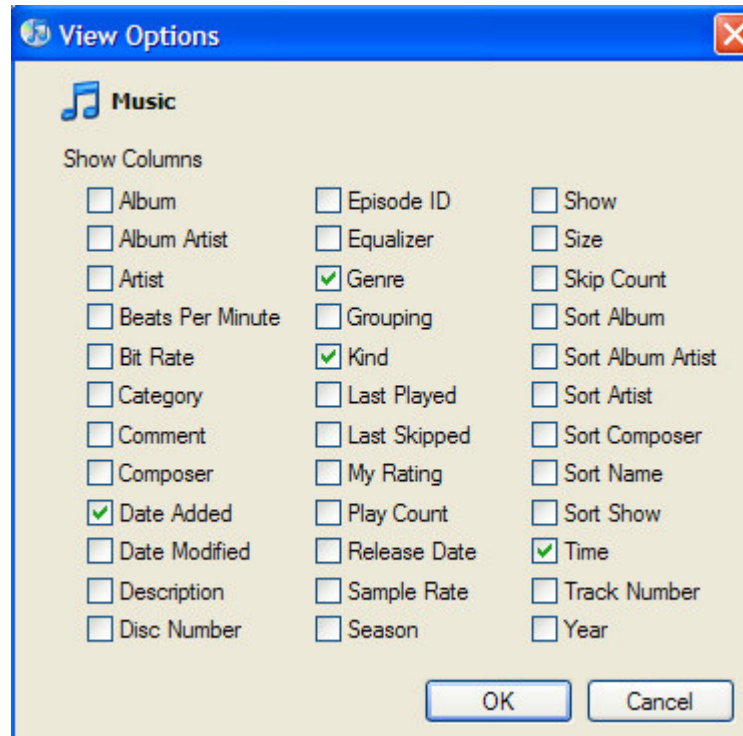 View Options
Music
Show Columns
Album
Album Artist
Artist
Beats Per Minute
Bit Rate
Category
Comment
Composer
Date Added
Date Modified
Description
Disc Number
Episode ID
Equalizer
Genre
Grouping
Kind
Last Played
Last Skipped
My Rating
Play Count
Release Date
Sample Rate
Season
Show
Size
Skip Count
Sort Album
Sort Album Artist
Sort Artist
Sort Composer
Sort Name
Sort Show
Time
Track Number
Year
OK
Cancel